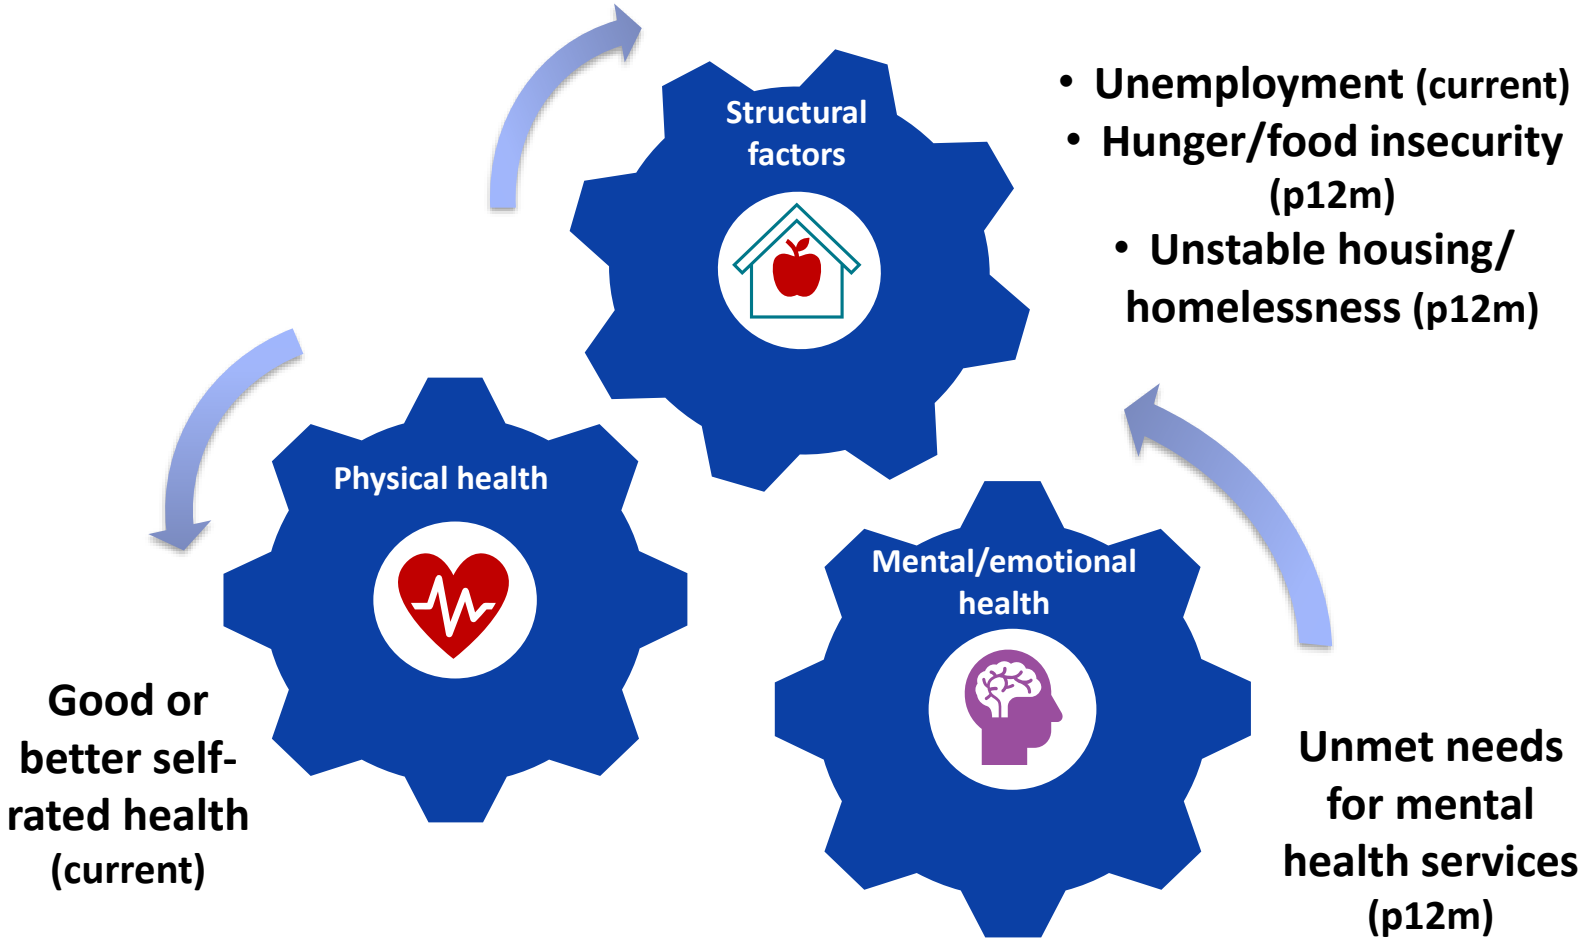 Structural
factors
• Unemployment (current)
• Hunger/food insecurity
(p12m)
• Unstable housing/
homelessness (p12m)
Physical health
Good or
better self-
rated health
(current)
Mental/emotional
health
Unmet needs
for mental
health services
(p12m)